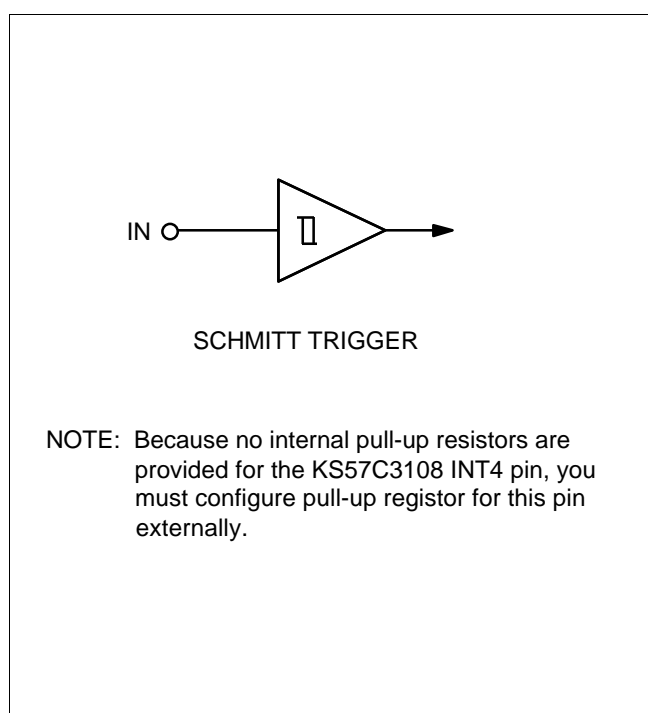 IN
SCHMITT TRIGGER
NOTE: Because no internal pull-up resistors are
provided for the KS57C3108 INT4 pin, you
must configure pull-up registor for this pin
externally.